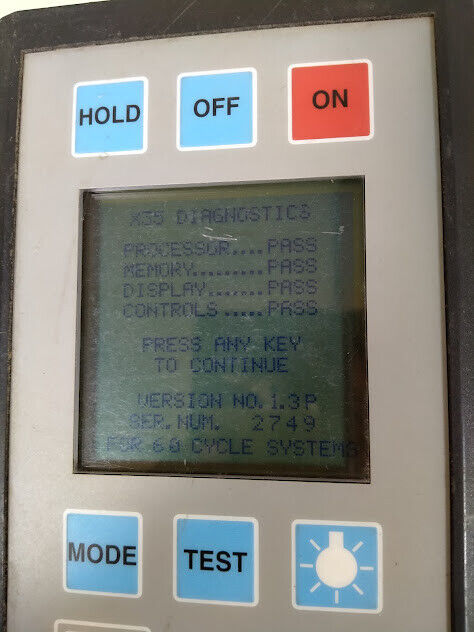 HOLD OFF ON
X35 DIAGNOSTICS
PROCESSOR....PASS
MEMORY.........PASS
DISPLAY.......PASS
CONTROLS.....PASS
PRESS ANY KEY
TO CONTINUE
VERSION NO.1.3P
SER.NUM. 2749
FOR 60 CYCLE SYSTEMS
MODE TEST